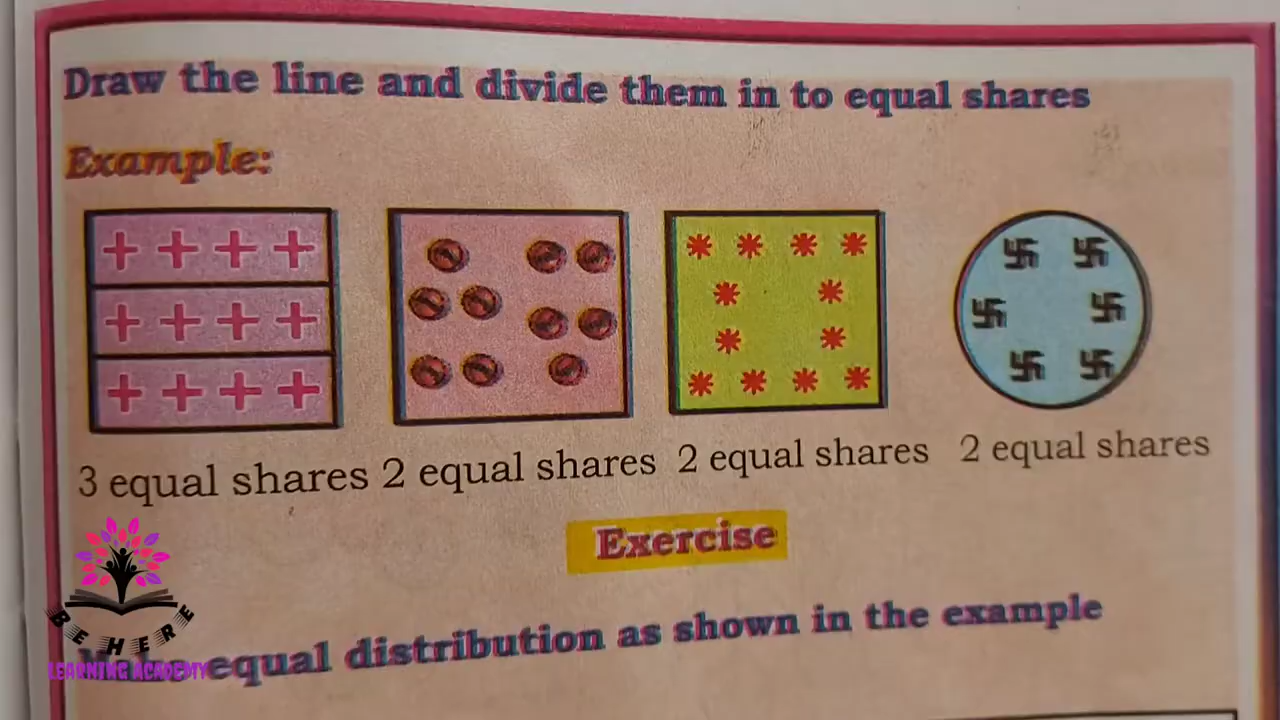 Draw the line and divide them in to equal shares
Example:
3 equal shares 2 equal shares 2 equal shares 2 equal shares
Exercise
equal distribution as shown in the example
BE HERE
LEARNING ACADEMY